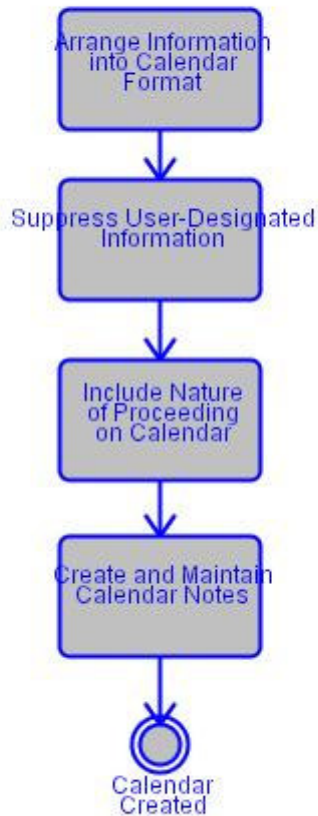 Arrange Information
into Calendar
Format
Suppress User-Designated
Information
Include Nature
of Proceeding
on Calendar
Create and Maintain
Calendar Notes
Calendar
Created